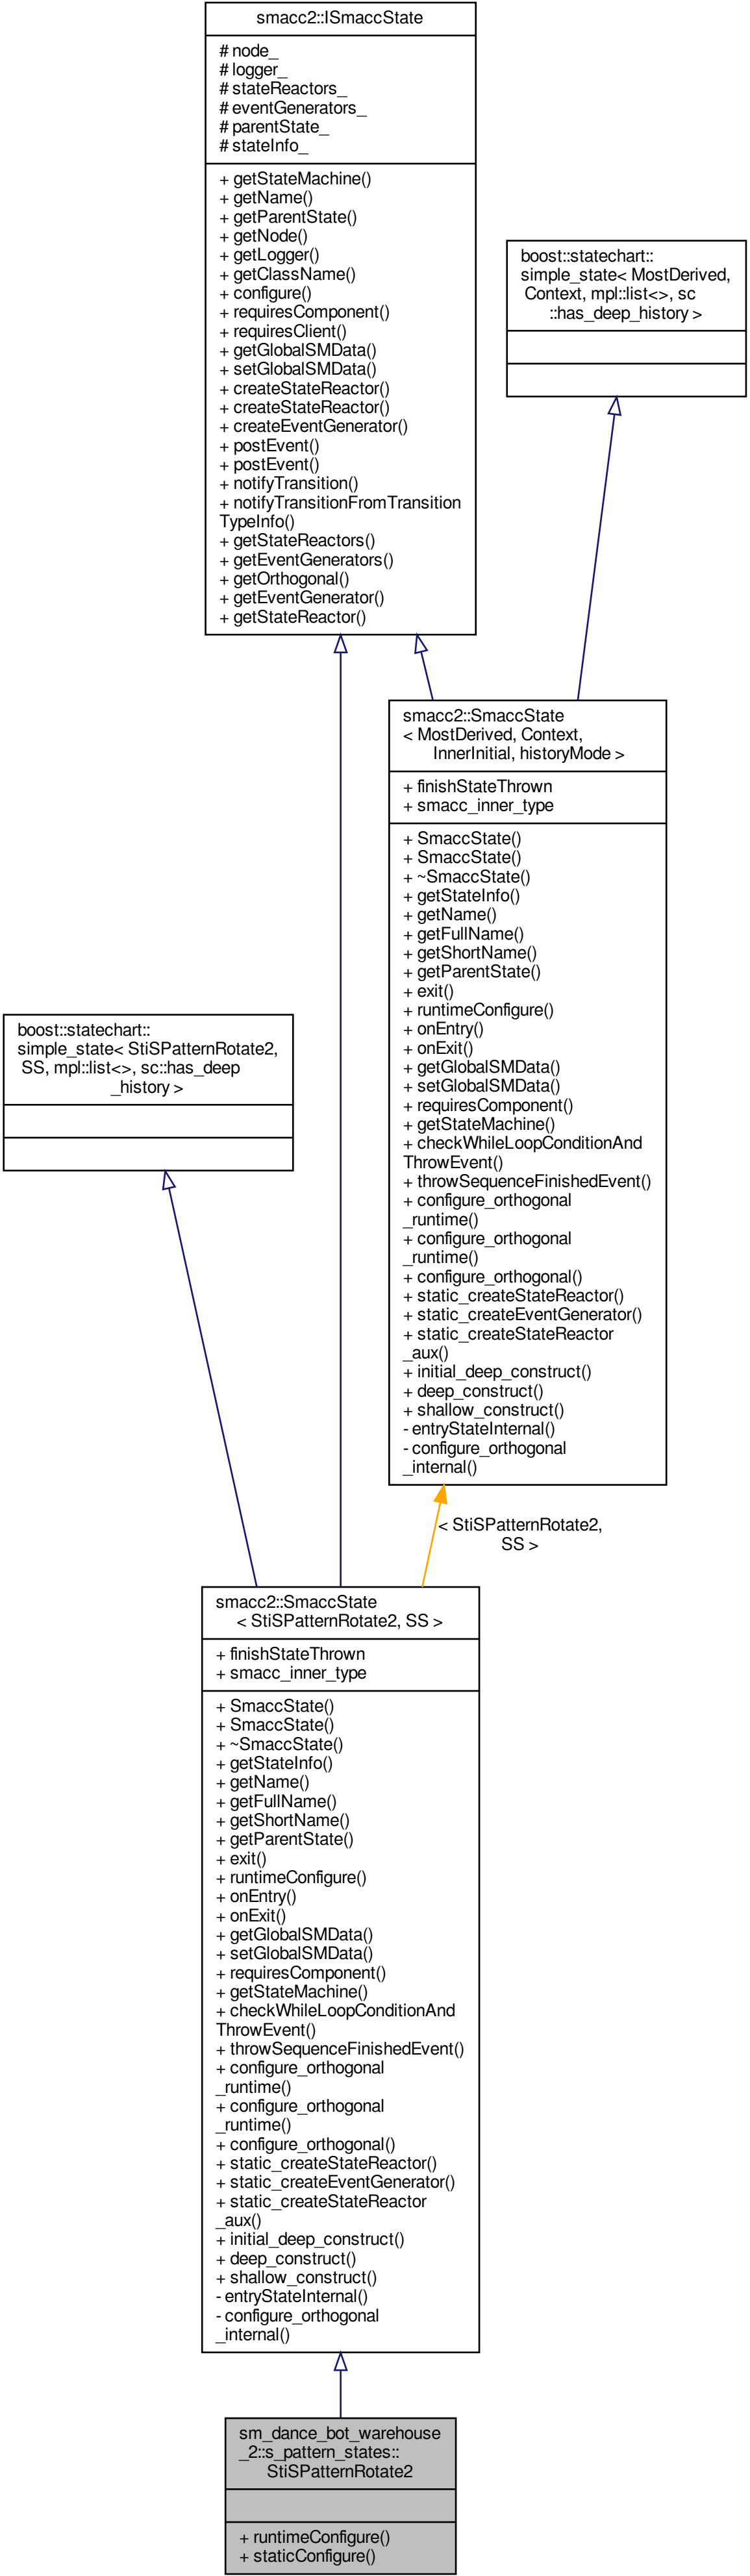 smacc2::ISmaccState
# node_
# logger_
# stateReactors_
# eventGenerators_
# parentState_
# stateInfo_
+ getStateMachine()
+ getName()
+ getParentState()
+ getNode()
+ getLogger()
+ getClassName()
+ configure()
+ requiresComponent()
+ requiresClient()
+ getGlobalSMData()
+ setGlobalSMData()
+ createStateReactor()
+ createStateReactor()
+ createEventGenerator()
+ postEvent()
+ postEvent()
+ notifyTransition()
+ notifyTransitionFromTransition
TypeInfo()
+ getStateReactors()
+ getEventGenerators()
+ getOrthogonal()
+ getEventGenerator()
+ getStateReactor()
boost::statechart::
simple_state< MostDerived,
Context, mpl::list<>, sc
::has_deep_history >
smacc2::SmaccState
< MostDerived, Context,
InnerInitial, historyMode >
+ finishStateThrown
+ smacc_inner_type
+ SmaccState()
+ SmaccState()
+ ~SmaccState()
+ getStateInfo()
+ getName()
+ getFullName()
+ getShortName()
+ getParentState()
+ exit()
+ runtimeConfigure()
+ onEntry()
+ onExit()
+ getGlobalSMData()
+ setGlobalSMData()
+ requiresComponent()
+ getStateMachine()
+ checkWhileLoopConditionAnd
ThrowEvent()
+ throwSequenceFinishedEvent()
+ configure_orthogonal
_runtime()
+ configure_orthogonal
_runtime()
+ configure_orthogonal()
+ static_createStateReactor()
+ static_createEventGenerator()
+ static_createStateReactor
_aux()
+ initial_deep_construct()
+ deep_construct()
+ shallow_construct()
- entryStateInternal()
- configure_orthogonal
_internal()
boost::statechart::
simple_state< StiSPatternRotate2,
SS, mpl::list<>, sc::has_deep
_history >
< StiSPatternRotate2,
SS >
smacc2::SmaccState
< StiSPatternRotate2, SS >
+ finishStateThrown
+ smacc_inner_type
+ SmaccState()
+ SmaccState()
+ ~SmaccState()
+ getStateInfo()
+ getName()
+ getFullName()
+ getShortName()
+ getParentState()
+ exit()
+ runtimeConfigure()
+ onEntry()
+ onExit()
+ getGlobalSMData()
+ setGlobalSMData()
+ requiresComponent()
+ getStateMachine()
+ checkWhileLoopConditionAnd
ThrowEvent()
+ throwSequenceFinishedEvent()
+ configure_orthogonal
_runtime()
+ configure_orthogonal
_runtime()
+ configure_orthogonal()
+ static_createStateReactor()
+ static_createEventGenerator()
+ static_createStateReactor
_aux()
+ initial_deep_construct()
+ deep_construct()
+ shallow_construct()
- entryStateInternal()
- configure_orthogonal
_internal()
sm_dance_bot_warehouse
_2::s_pattern_states::
StiSPatternRotate2
+ runtimeConfigure()
+ staticConfigure()